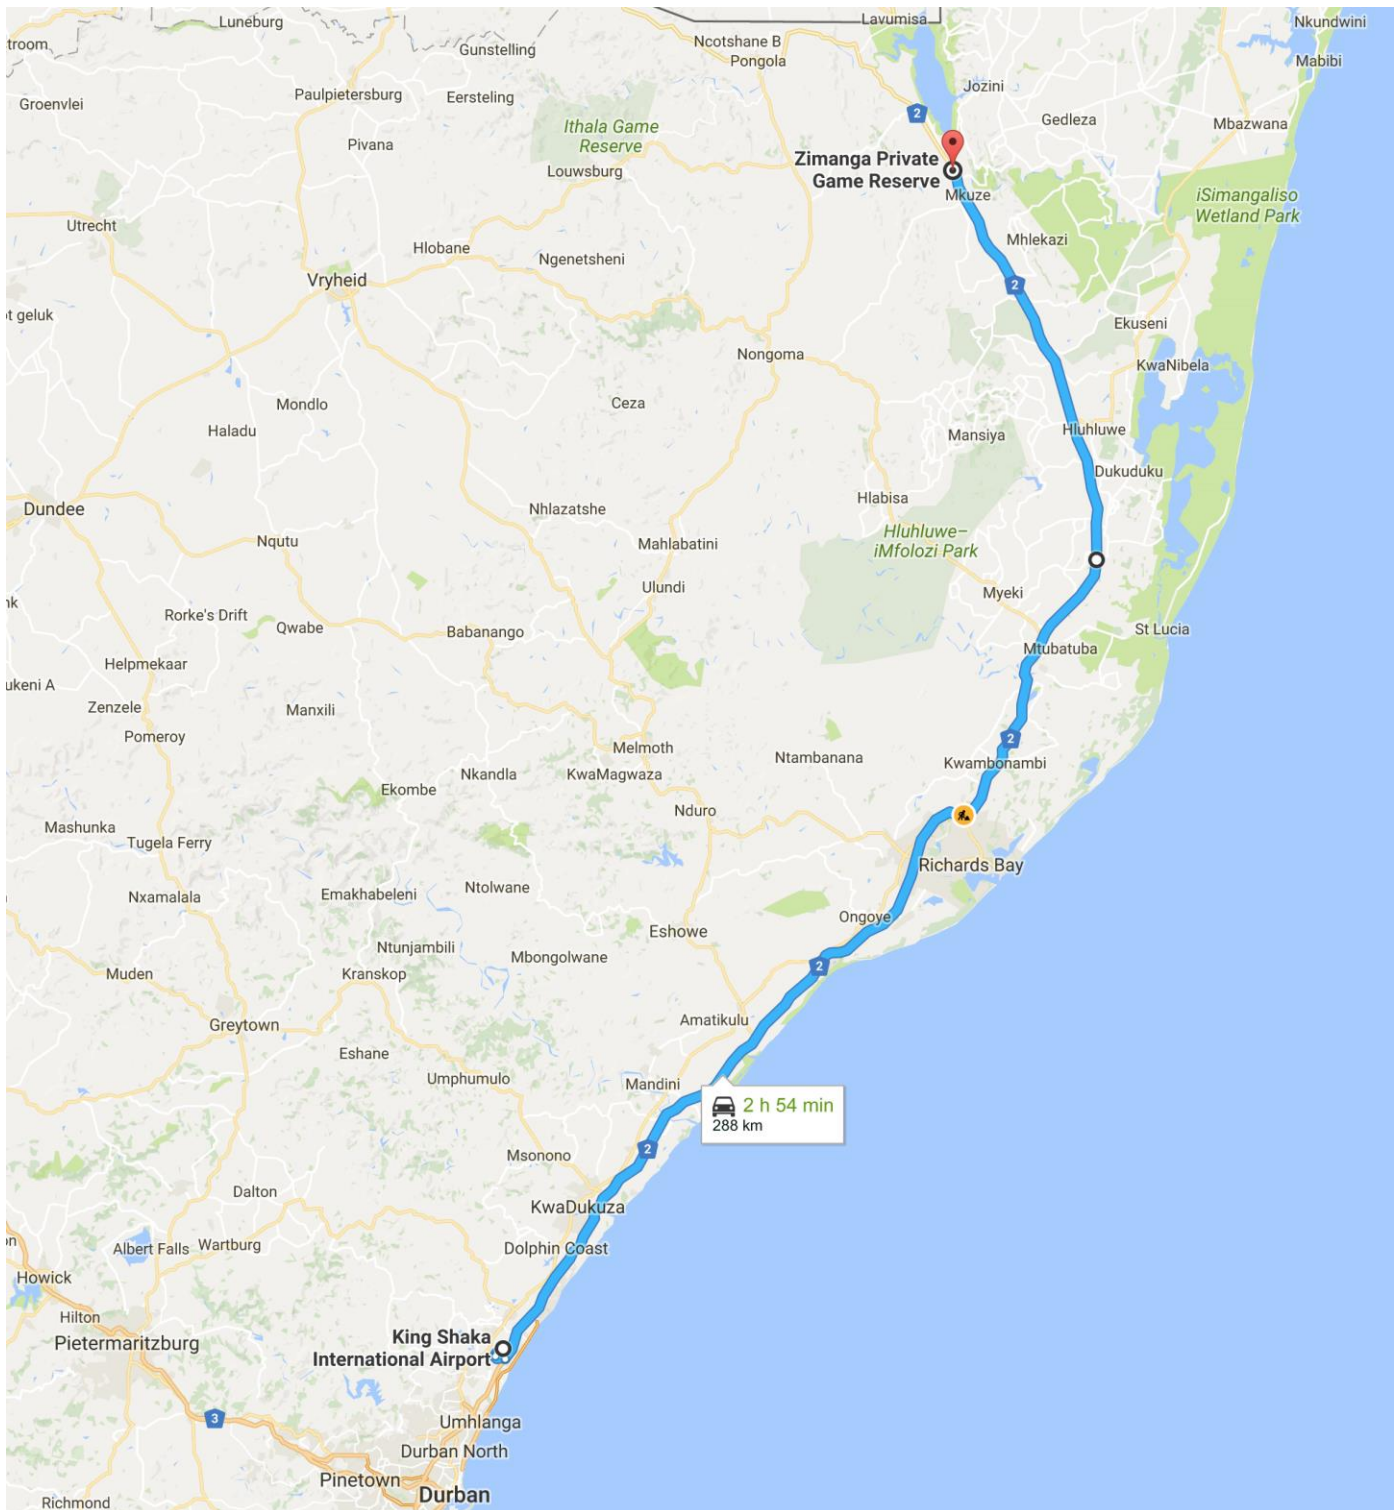 Luneburg
Lavumisa
Nkundwini
troom
Gunstelling
Ncotshane B
Pongola
Mabibi
Groenvlei
Paulpietersburg
Eersteling
Jozini
2
Gedleza
Mbazwana
Pivana
Ithala Game
Reserve
Louwsburg
Zimanga Private
Game Reserve
Mkuze
iSimangaliso
Wetland Park
Utrecht
Hlobane
Ngenetsheni
Mhlekazi
Vryheid
2
t geluk
Ekuseni
Nongoma
KwaNibela
Mondlo
Ceza
Haladu
Mansiya
Hluhluwe
Dukuduku
Dundee
Nhlazatshe
Hlabisa
Nqutu
Mahlabatini
Hluhluwe–
iMfolozi Park
Ulundi
Myeki
nk
Rorke's Drift
Qwabe
Babanango
St Lucia
Helpmekaar
Mtubatuba
ukeni A
Zenzele
Manxili
Pomeroy
2
Melmoth
Ntambanana
Kwambonambi
Nkandla
KwaMagwaza
Ekombe
Nduro
Mashunka
Tugela Ferry
Richards Bay
Nxamalala
Emakhabeleni
Ntolwane
Ongoye
Eshowe
Ntunjambili
Mbongolwane
Muden
Kranskop
2
Greytown
Amatikulu
Eshane
Umphumulo
Mandini
2 h 54 min
288 km
2
Msonono
Dalton
KwaDukuza
Albert Falls
Wartburg
Dolphin Coast
on
Howick
Hilton
Pietermaritzburg
King Shaka
International Airport
3
Umhlanga
Durban North
Pinetown
Durban
Richmond